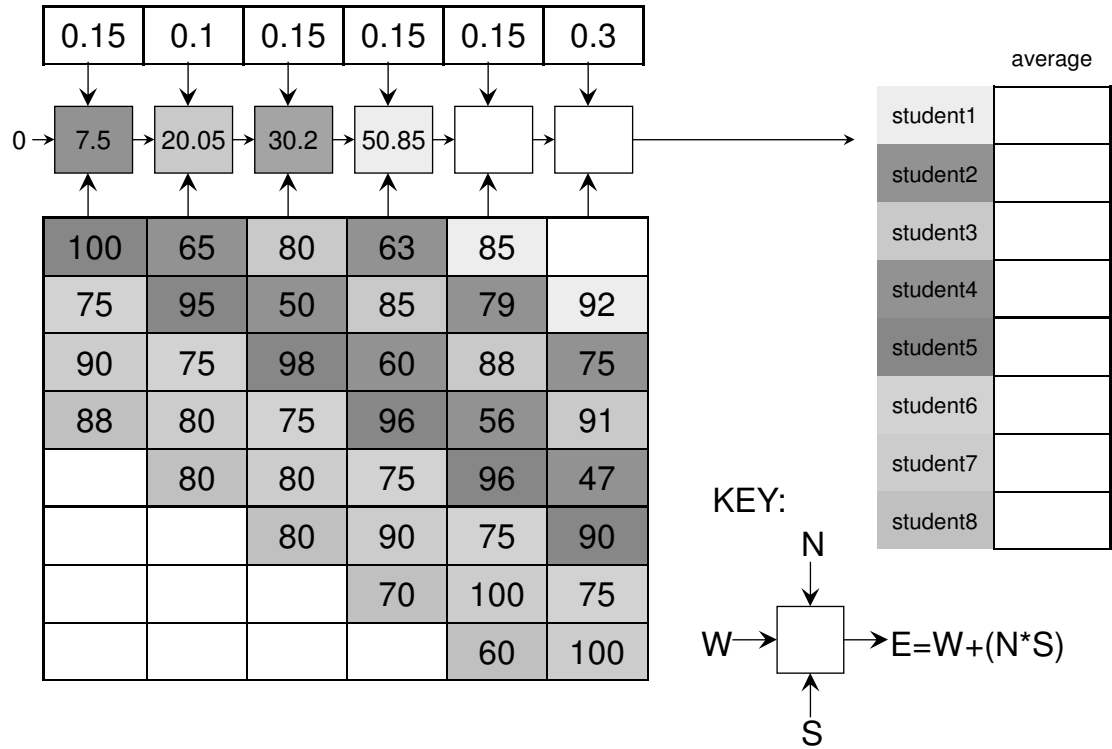 0.15 0.1 0.15 0.15 0.15 0.3
average
0 7.5 20.05 30.2 50.85
100 65 80 63 85
75 95 50 85 79 92
90 75 98 60 88 75
88 80 75 96 56 91
80 80 75 96 47
80 90 75 90
70 100 75
60 100
student1
student2
student3
student4
student5
student6
student7
student8
KEY:
N
W E=W+(N*S)
S